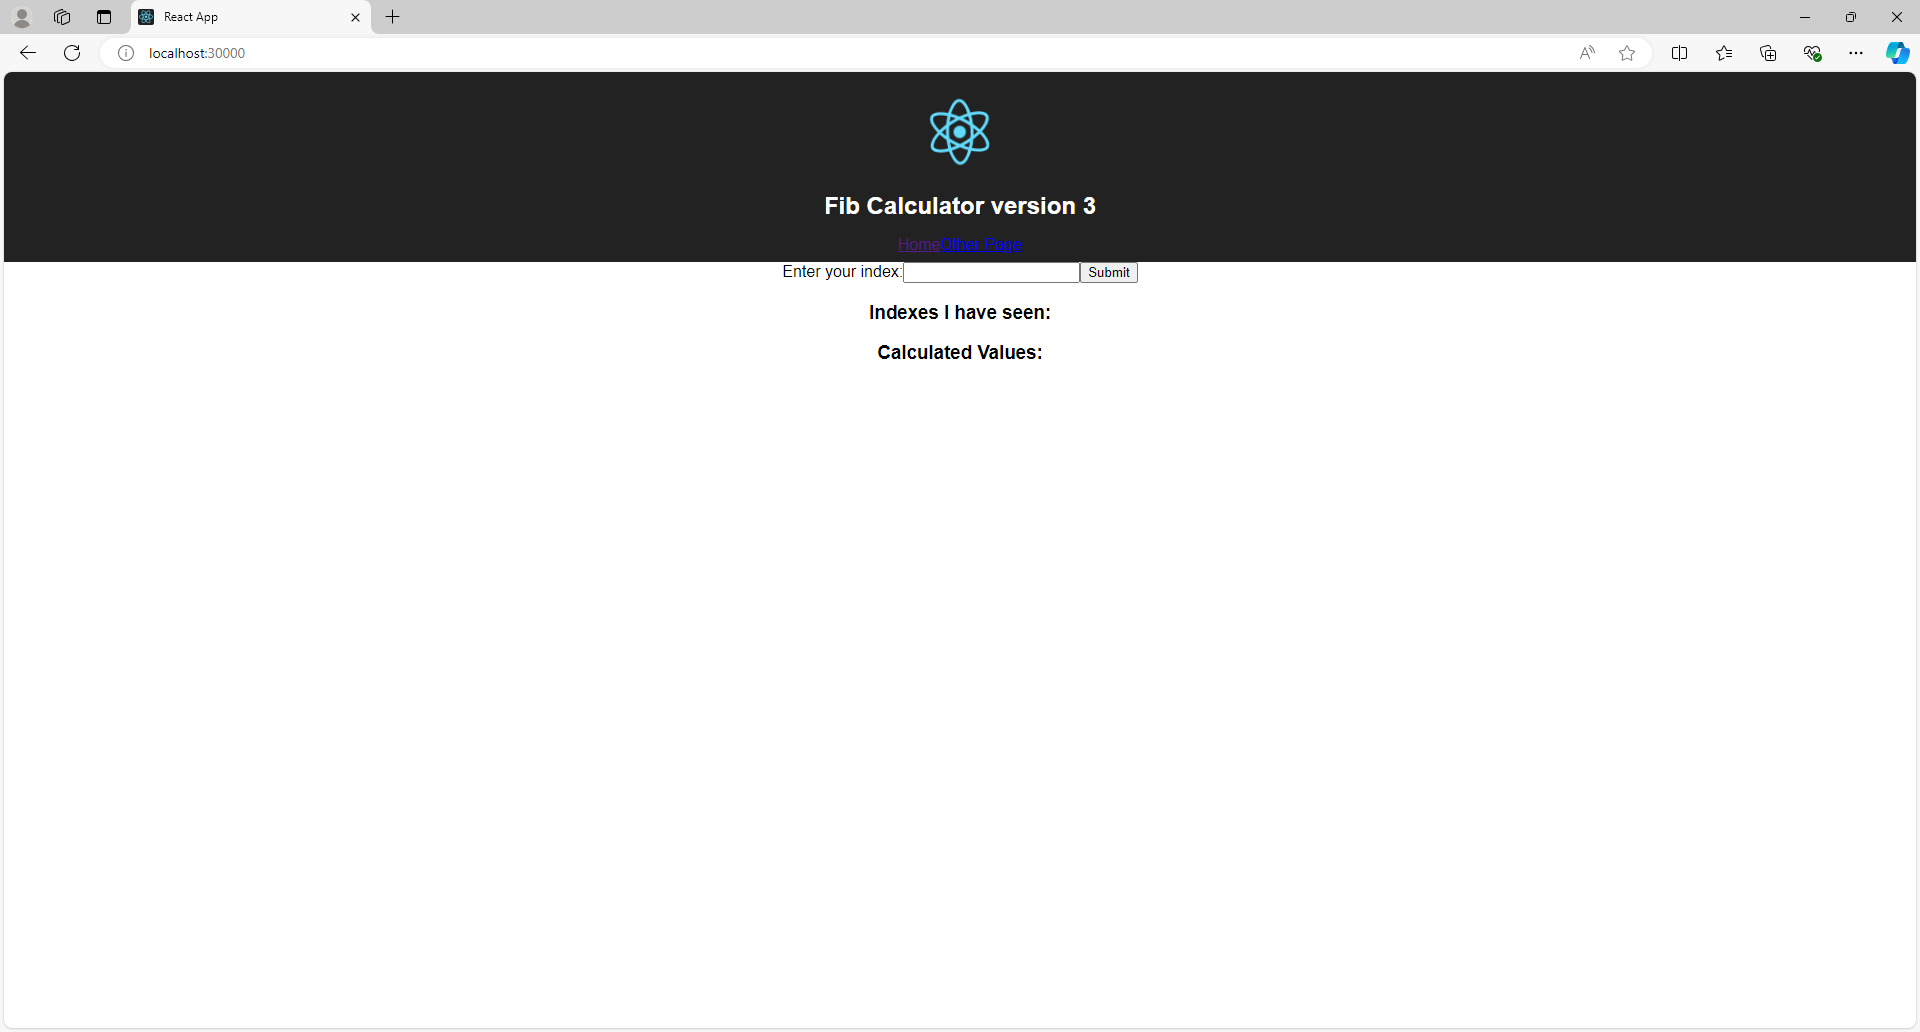 React App
localhost:30000
Fib Calculator version 3
HomeOther Page
Enter your index: Submit
Indexes I have seen:
Calculated Values: